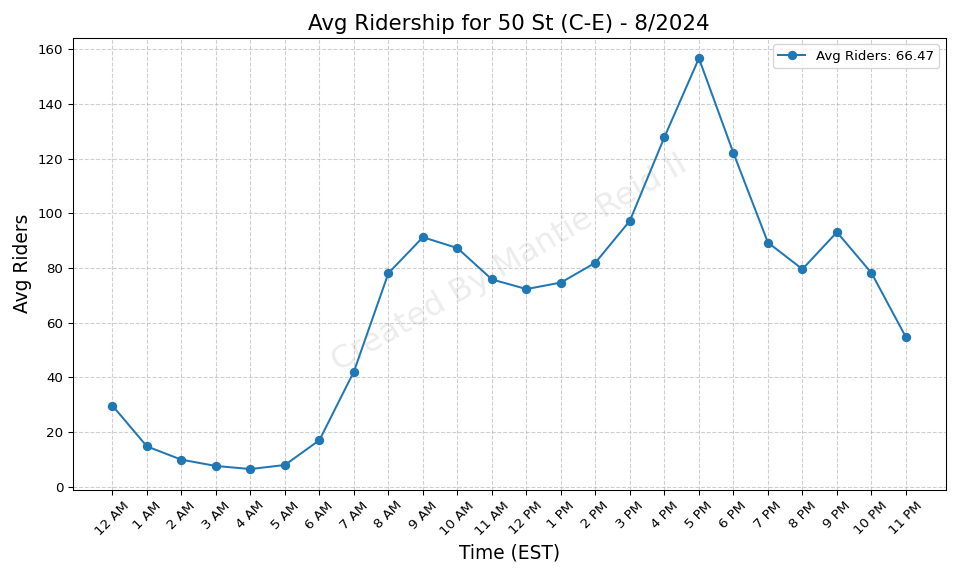 Avg Ridership for 50 St (C-E) - 8/2024
Avg Riders: 66.47
160
140
120
100
80
60
40
20
0
Avg Riders
Created By Mantle Reid II
12 AM
1 AM
2 AM
3 AM
4 AM
5 AM
6 AM
7 AM
8 AM
9 AM
10 AM
11 AM
12 PM
1 PM
2 PM
3 PM
4 PM
5 PM
6 PM
7 PM
8 PM
9 PM
10 PM
11 PM
Time (EST)